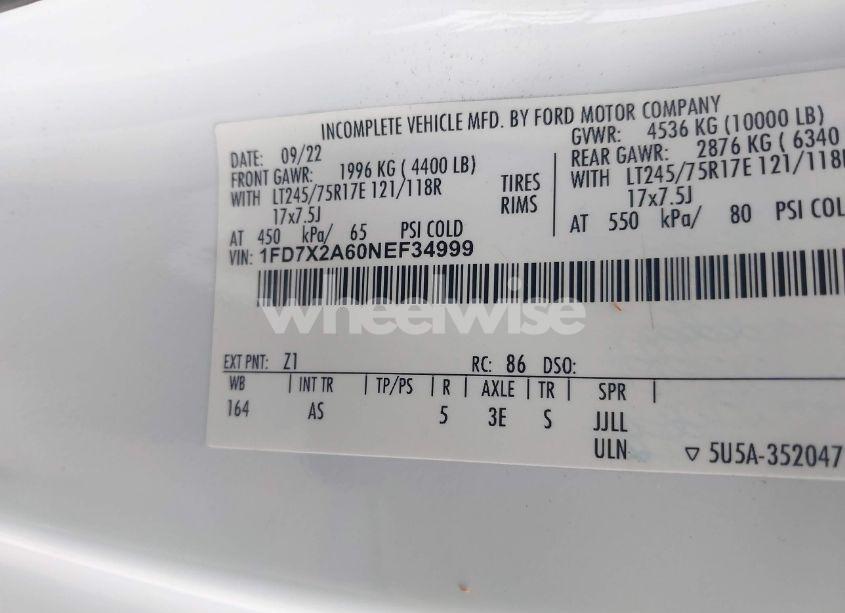 INCOMPLETE VEHICLE MFD. BY FORD MOTOR COMPANY
DATE: 09/22 GVWR: 4536 KG (10000 LB)
FRONT GAWR: 1996 KG ( 4400 LB) REAR GAWR: 2876 KG ( 6340
WITH LT245/75R17E 121/118R TIRES WITH LT245/75R17E 121/118
17x7.5J RIMS 17x7.5J
AT 450 kPa/ 65 PSI COLD AT 550 kPa/ 80 PSI COL
VIN: 1FD7X2A60NEF34999
wheelwise
EXT PNT: Z1 RC: 86 DSO:
WB | INT TR | TP/PS | R | AXLE | TR | SPR |
164 AS 5 3E S JJLL
ULN ▽ 5U5A-352047